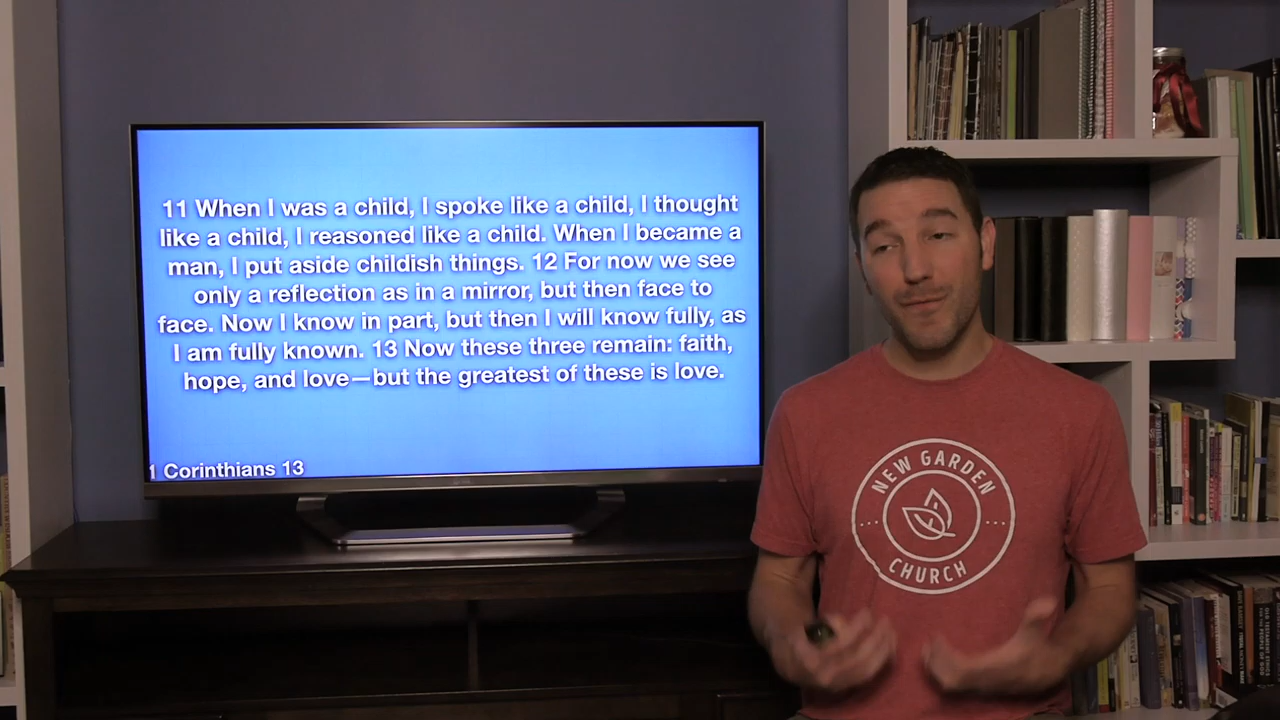 11 When I was a child, I spoke like a child, I thought
like a child, I reasoned like a child. When I became a
man, I put aside childish things. 12 For now we see
only a reflection as in a mirror, but then face to
face. Now I know in part, but then I will know fully, as
I am fully known. 13 Now these three remain: faith,
hope, and love—but the greatest of these is love.
1 Corinthians 13
NEW GARDEN
CHURCH